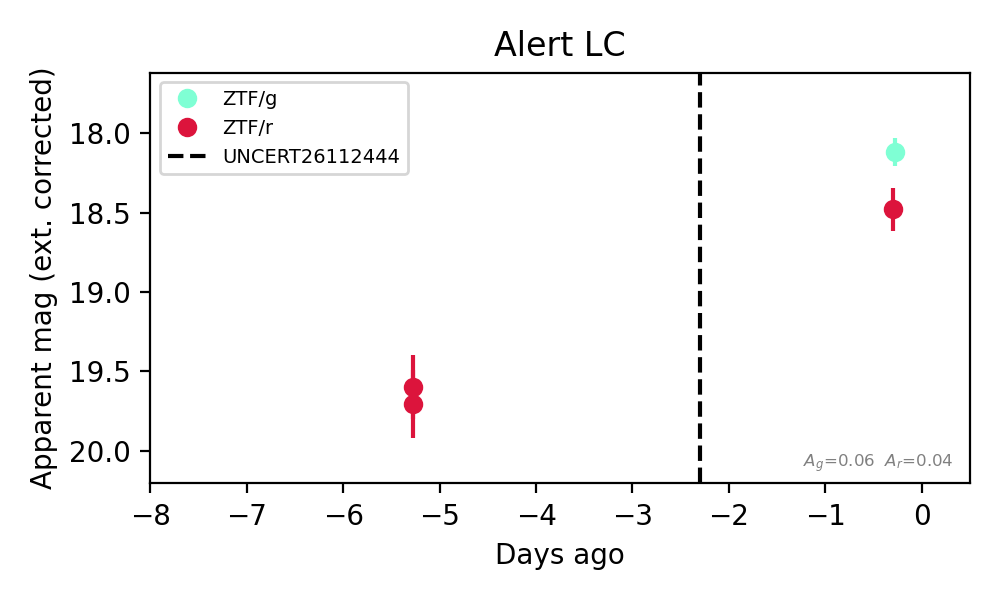 Alert LC
Apparent mag (ext. corrected)
18.0
18.5
19.0
19.5
20.0
ZTF/g
ZTF/r
UNCERT26112444
A_g=0.06 A_r=0.04
−8 −7 −6 −5 −4 −3 −2 −1 0
Days ago